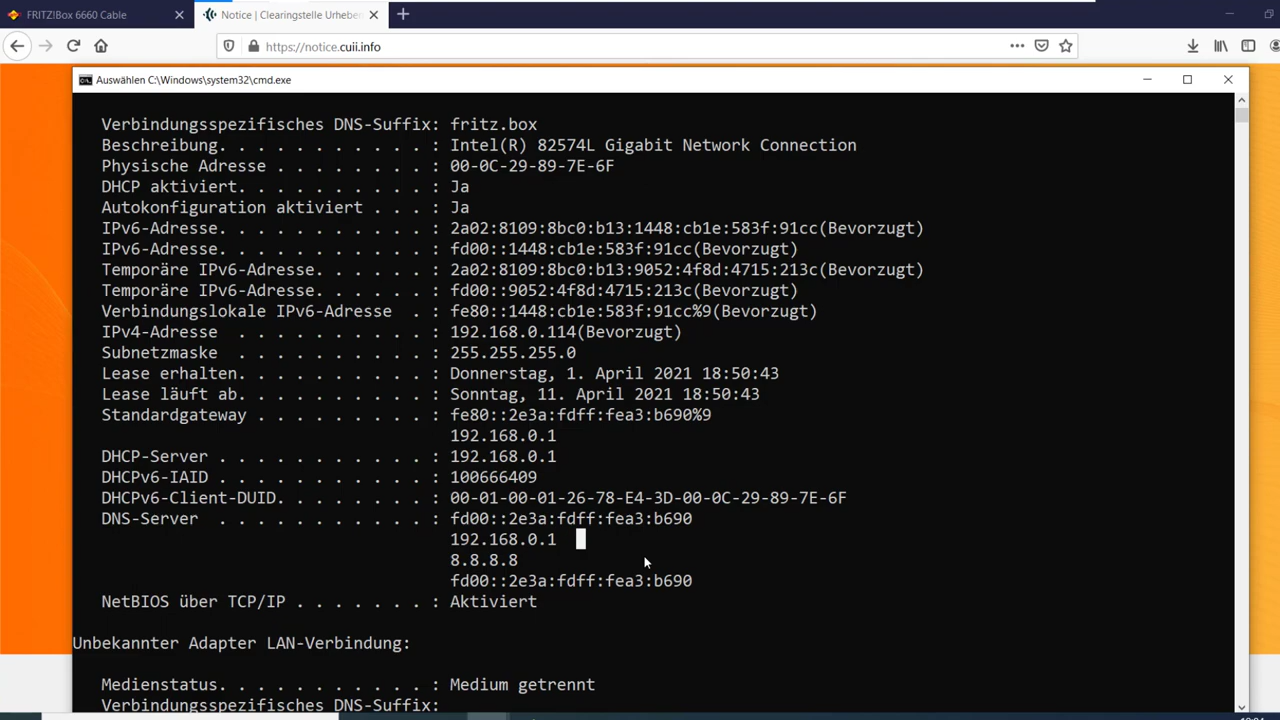 FRITZ!Box 6660 Cable
Notice | Clearingstelle Urheber
https://notice.cuii.info
Auswählen C:\Windows\system32\cmd.exe
Verbindungsspezifisches DNS-Suffix: fritz.box
Beschreibung. . . . . . . . . . . : Intel(R) 82574L Gigabit Network Connection
Physische Adresse . . . . . . . . : 00-0C-29-89-7E-6F
DHCP aktiviert. . . . . . . . . . : Ja
Autokonfiguration aktiviert . . . : Ja
IPv6-Adresse. . . . . . . . . . . : 2a02:8109:8bc0:b13:1448:cb1e:583f:91cc(Bevorzugt)
IPv6-Adresse. . . . . . . . . . . : fd00::1448:cb1e:583f:91cc(Bevorzugt)
Temporäre IPv6-Adresse. . . . . . : 2a02:8109:8bc0:b13:9052:4f8d:4715:213c(Bevorzugt)
Temporäre IPv6-Adresse. . . . . . : fd00::9052:4f8d:4715:213c(Bevorzugt)
Verbindungslokale IPv6-Adresse  . : fe80::1448:cb1e:583f:91cc%9(Bevorzugt)
IPv4-Adresse  . . . . . . . . . . : 192.168.0.114(Bevorzugt)
Subnetzmaske  . . . . . . . . . . : 255.255.255.0
Lease erhalten. . . . . . . . . . : Donnerstag, 1. April 2021 18:50:43
Lease läuft ab. . . . . . . . . . : Sonntag, 11. April 2021 18:50:43
Standardgateway . . . . . . . . . : fe80::2e3a:fdff:fea3:b690%9
192.168.0.1
DHCP-Server . . . . . . . . . . . : 192.168.0.1
DHCPv6-IAID . . . . . . . . . . . : 100666409
DHCPv6-Client-DUID. . . . . . . . : 00-01-00-01-26-78-E4-3D-00-0C-29-89-7E-6F
DNS-Server  . . . . . . . . . . . : fd00::2e3a:fdff:fea3:b690
192.168.0.1
8.8.8.8
fd00::2e3a:fdff:fea3:b690
NetBIOS über TCP/IP . . . . . . . : Aktiviert
Unbekannter Adapter LAN-Verbindung:
Medienstatus. . . . . . . . . . . : Medium getrennt
Verbindungsspezifisches DNS-Suffix: